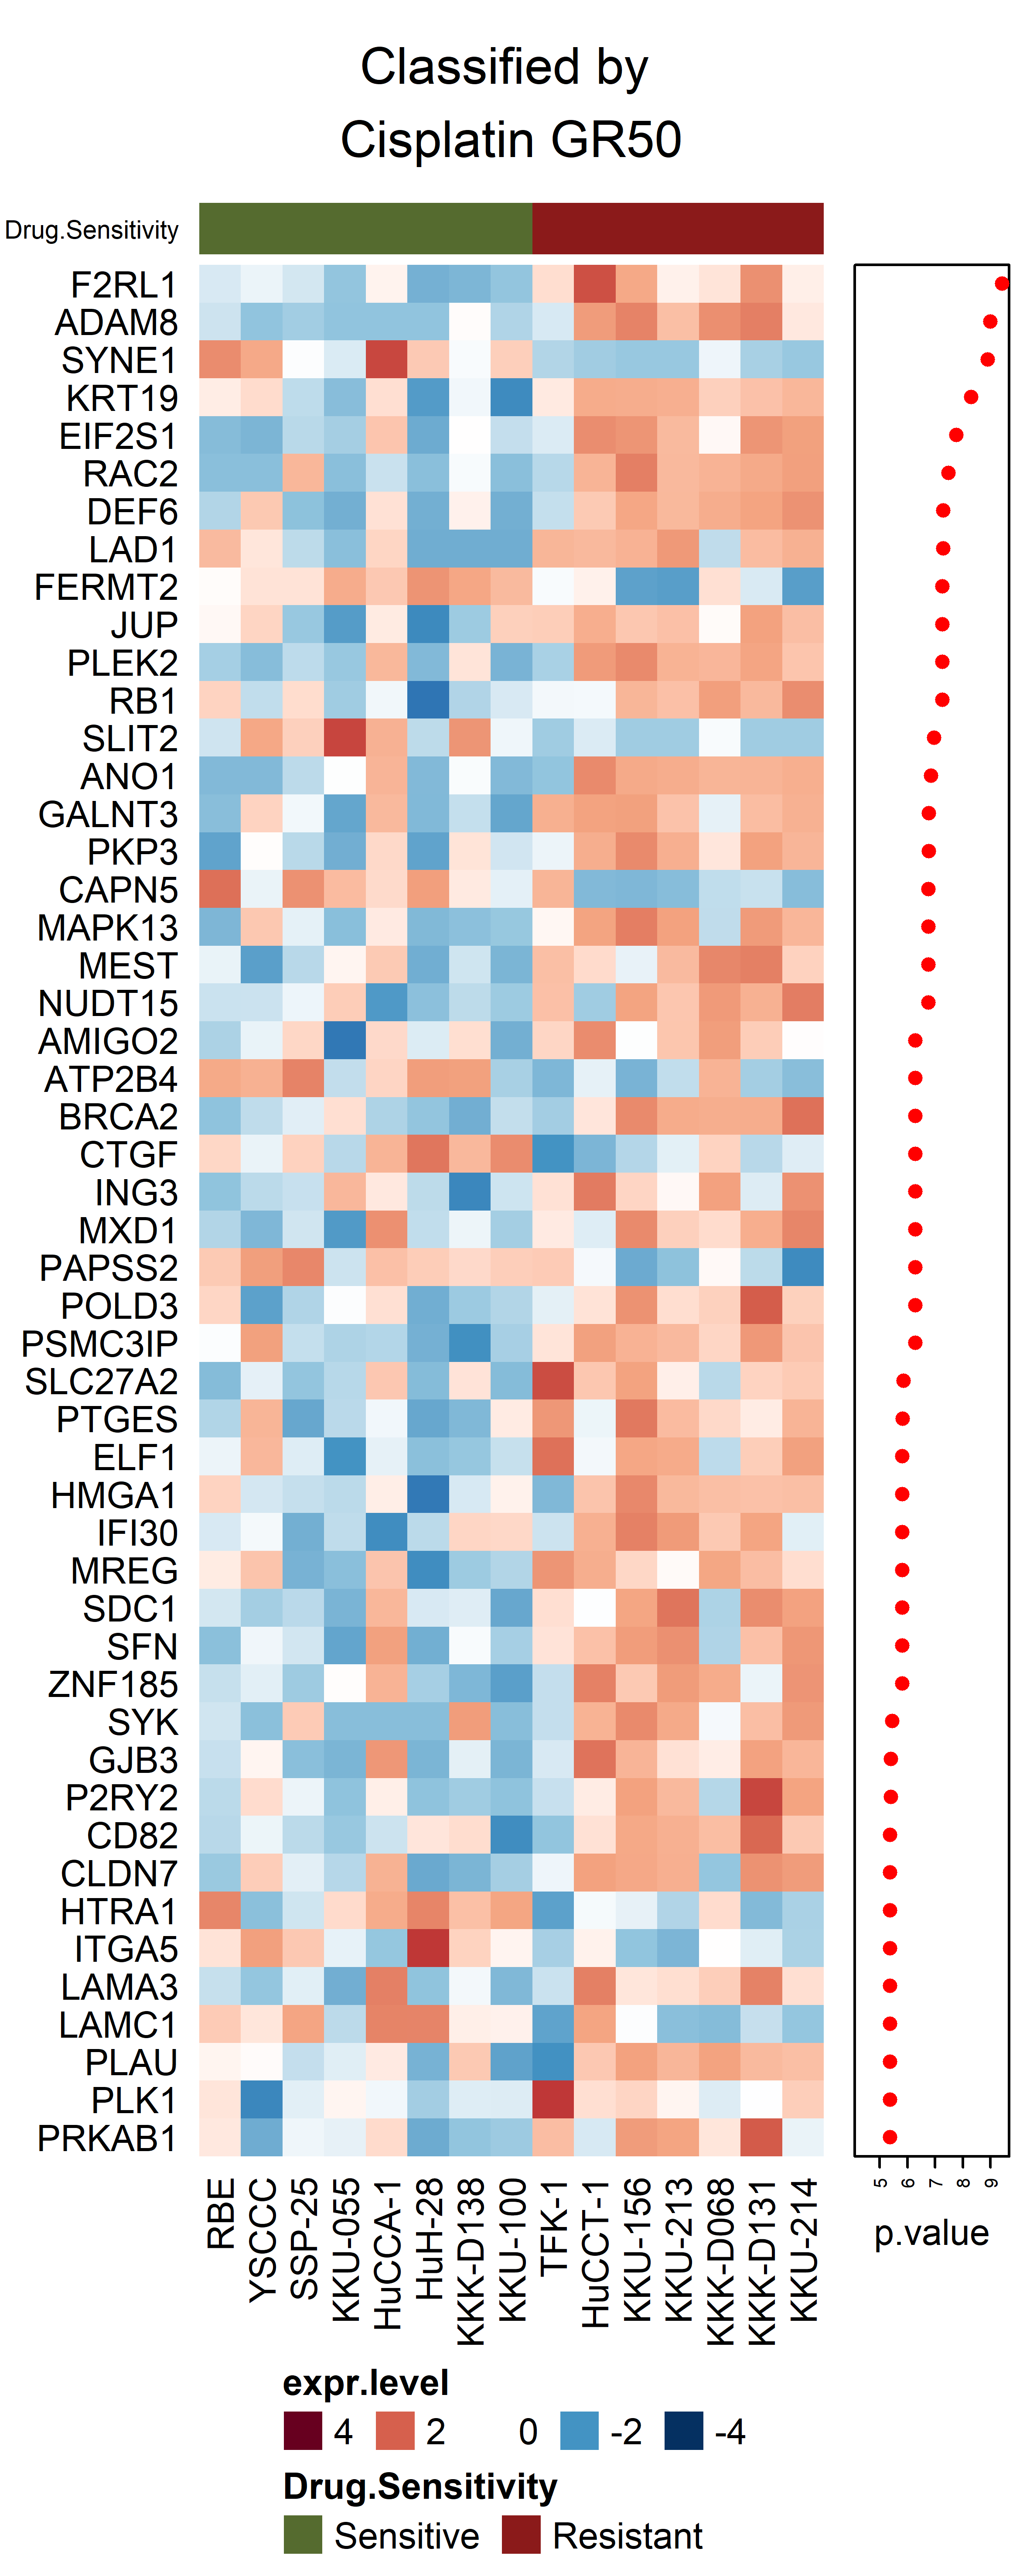 Classified by
Cisplatin GR50
Drug.Sensitivity
F2RL1
ADAM8
SYNE1
KRT19
EIF2S1
RAC2
DEF6
LAD1
FERMT2
JUP
PLEK2
RB1
SLIT2
ANO1
GALNT3
PKP3
CAPN5
MAPK13
MEST
NUDT15
AMIGO2
ATP2B4
BRCA2
CTGF
ING3
MXD1
PAPSS2
POLD3
PSMC3IP
SLC27A2
PTGES
ELF1
HMGA1
IFI30
MREG
SDC1
SFN
ZNF185
SYK
GJB3
P2RY2
CD82
CLDN7
HTRA1
ITGA5
LAMA3
LAMC1
PLAU
PLK1
PRKAB1
RBE
YSCCC
SSP-25
KKU-055
HuCCA-1
HuH-28
KKK-D138
KKU-100
TFK-1
HuCCT-1
KKU-156
KKU-213
KKK-D068
KKK-D131
KKU-214
5 6 7 8 9
p.value
expr.level
4 2 0 -2 -4
Drug.Sensitivity
Sensitive Resistant